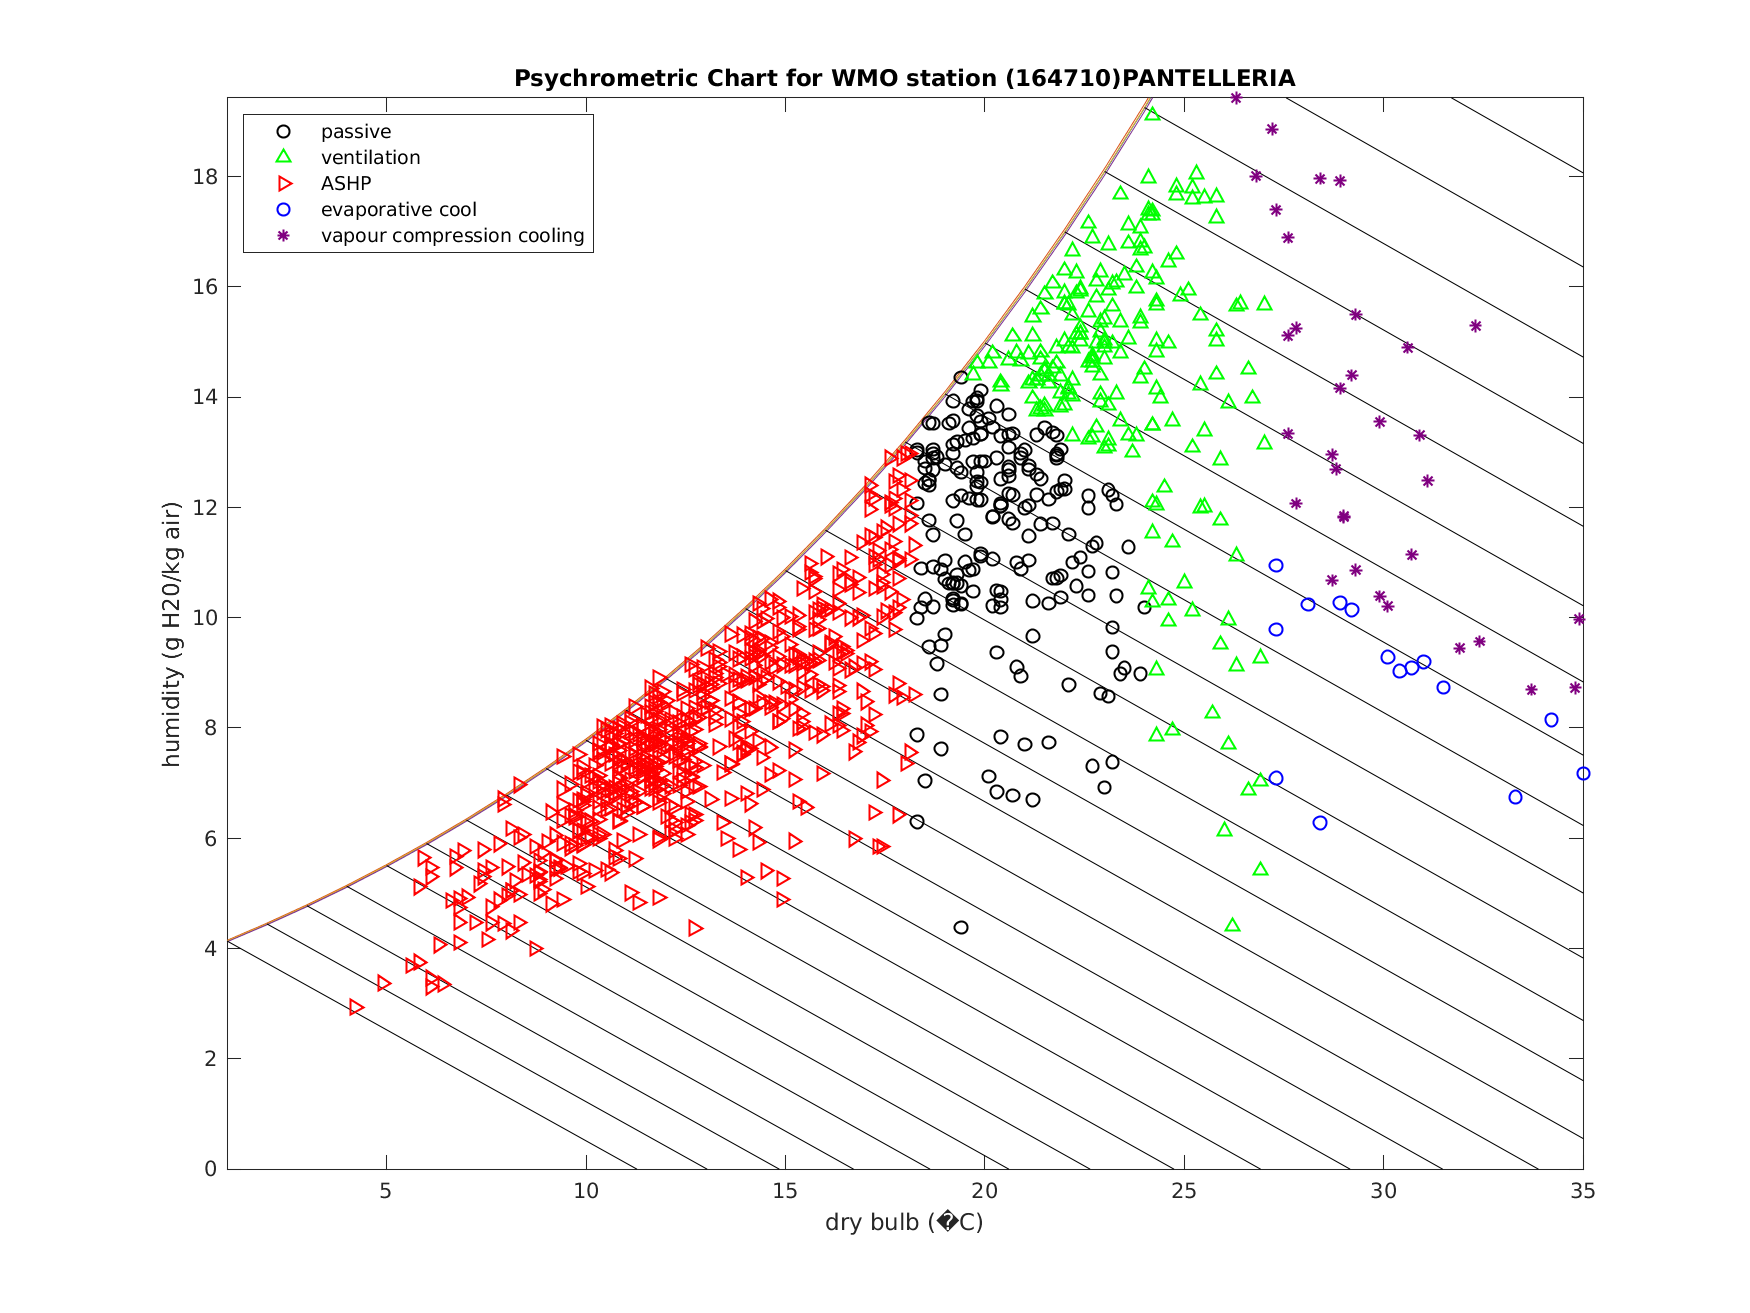 Psychrometric Chart for WMO station (164710)PANTELLERIA
passive
ventilation
ASHP
evaporative cool
vapour compression cooling
humidity (g H20/kg air)
18
16
14
12
10
8
6
4
2
0
5 10 15 20 25 30 35
dry bulb (�C)